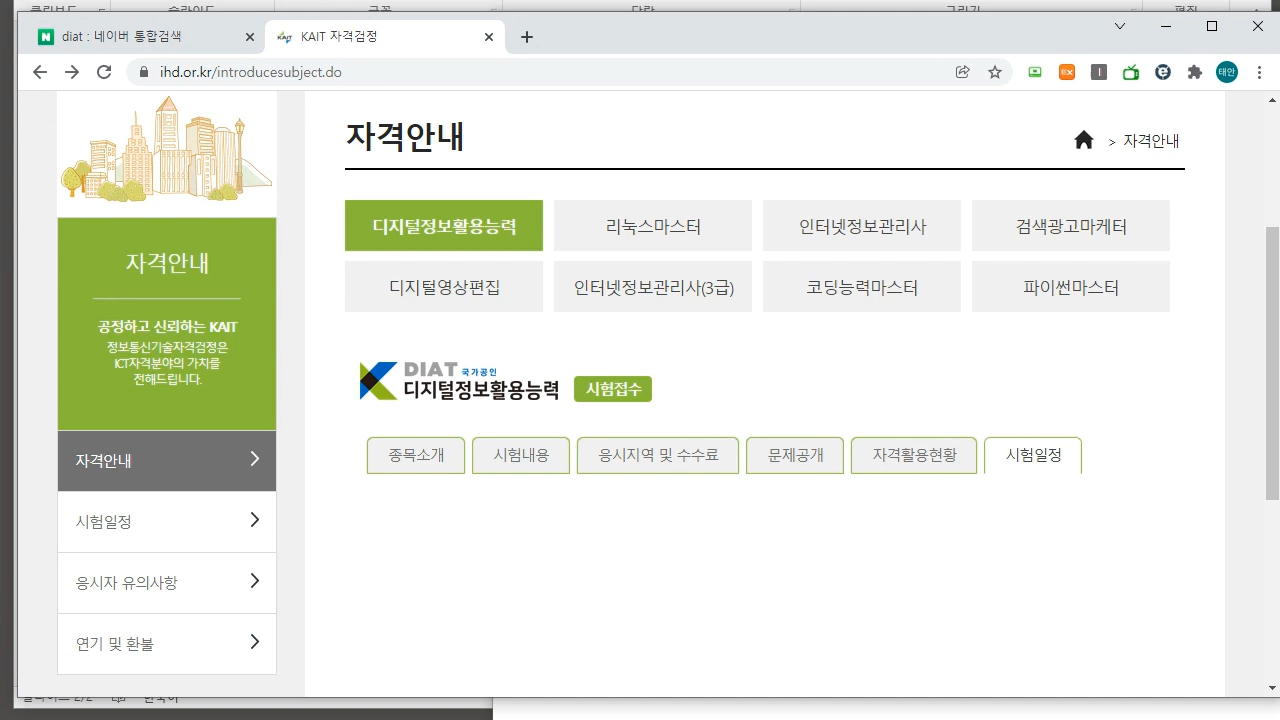 diat : 네이버 통합검색
KAIT 자격검정
ihd.or.kr/introducesubject.do
태안
자격안내
> 자격안내
디지털정보활용능력
리눅스마스터
인터넷정보관리사
검색광고마케터
디지털영상편집
인터넷정보관리사(3급)
코딩능력마스터
파이썬마스터
자격안내
공정하고 신뢰하는 KAIT
정보통신기술자격검정은
ICT자격분야의 가치를
전해드립니다.
DIAT 국가공인
디지털정보활용능력
시험접수
종목소개
시험내용
응시지역 및 수수료
문제공개
자격활용현황
시험일정
자격안내
시험일정
응시자 유의사항
연기 및 환불